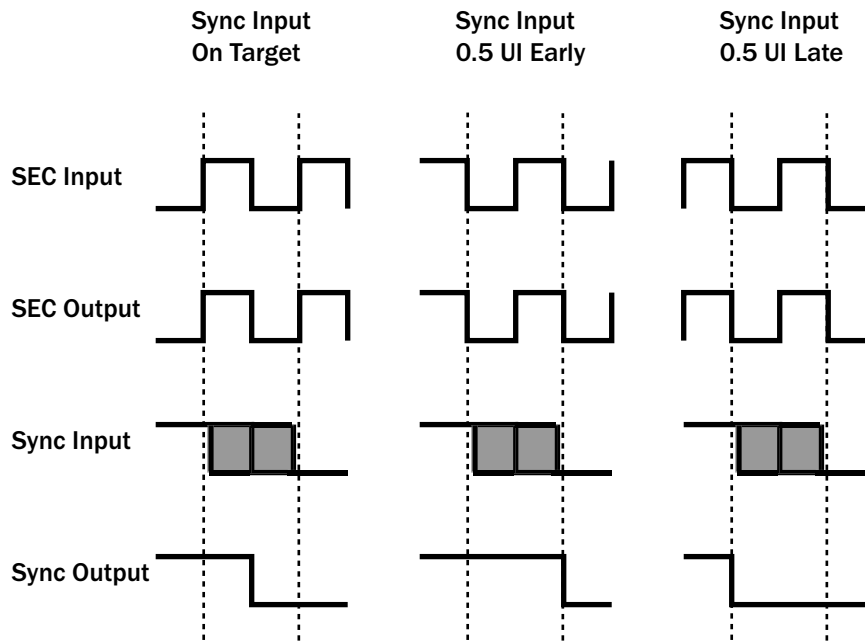 Sync Input
On Target
Sync Input
0.5 UI Early
Sync Input
0.5 UI Late
SEC Input
SEC Output
Sync Input
Sync Output